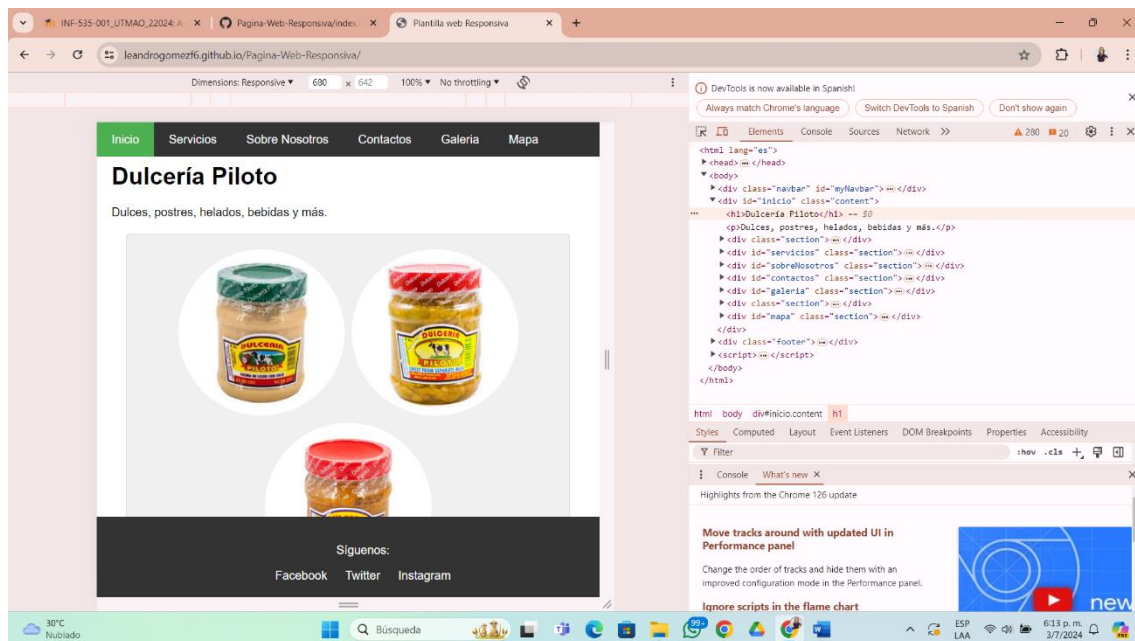 INF-535-001_UTMAO_22024: A
Pagina-Web-Responsiva/index
Plantilla web Responsiva
leandrogomezf6.github.io/Pagina-Web-Responsiva/
Dimensions: Responsive ▼ 680 x 642 100% ▼ No throttling ▼
Inicio Servicios Sobre Nosotros Contactos Galeria Mapa
Dulcería Piloto
Dulces, postres, helados, bebidas y más.
DULCERIA
PILOTO
DULCERIA
PILOTO
Síguenos:
Facebook Twitter Instagram
DevTools is now available in Spanish!
Always match Chrome's language Switch DevTools to Spanish Don't show again
Elements Console Sources Network 280 20
<html lang="es">
<head> </head>
<body>
<div class="navbar" id="myNavbar"> </div>
<div id="inicio" class="content">
<h1>Dulcería Piloto</h1> == $0
<p>Dulces, postres, helados, bebidas y más.</p>
<div class="section"> </div>
<div id="servicios" class="section"> </div>
<div id="sobreNosotros" class="section"> </div>
<div id="contactos" class="section"> </div>
<div id="galeria" class="section"> </div>
<div class="section"> </div>
<div id="mapa" class="section"> </div>
</div>
<div class="footer"> </div>
<script> </script>
</body>
</html>
html body div#inicio.content h1
Styles Computed Layout Event Listeners DOM Breakpoints Properties Accessibility
Filter :hov .cls
Console What's new
Highlights from the Chrome 126 update
Move tracks around with updated UI in
Performance panel
Change the order of tracks and hide them with an
improved configuration mode in the Performance panel.
Ignore scripts in the flame chart
new
30°C
Nublado
Búsqueda
99+
ESP
LAA
6:13 p. m.
3/7/2024